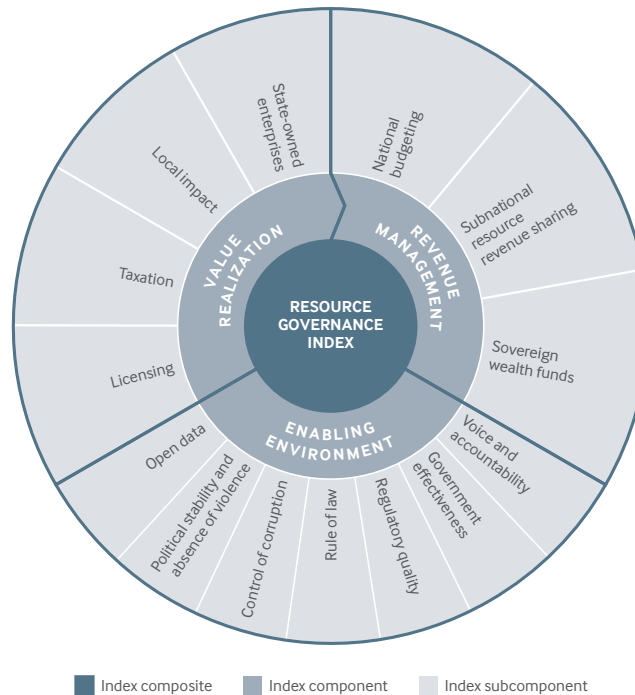 State-owned
enterprises
National
budgeting
Local impact
Subnational
resource
revenue sharing
VALUE
REALIZATION
REVENUE
MANAGEMENT
Taxation
RESOURCE
GOVERNANCE
INDEX
Licensing
Sovereign
wealth funds
ENABLING
ENVIRONMENT
Open data
Political stability and
absence of violence
Control of corruption
Rule of law
Regulatory quality
Government
effectiveness
Voice and
accountability
Index composite
Index component
Index subcomponent